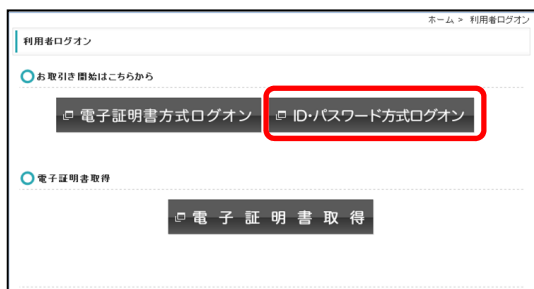 ホーム > 利用者ログオン
利用者ログオン
お取引き開始はこちらから
電子証明書方式ログオン ID・パスワード方式ログオン
電子証明書取得
電子証明書取得